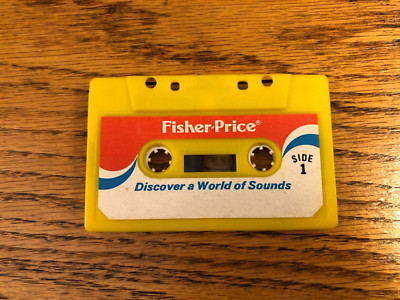 Fisher-Price®
SIDE
1
Discover a World of Sounds